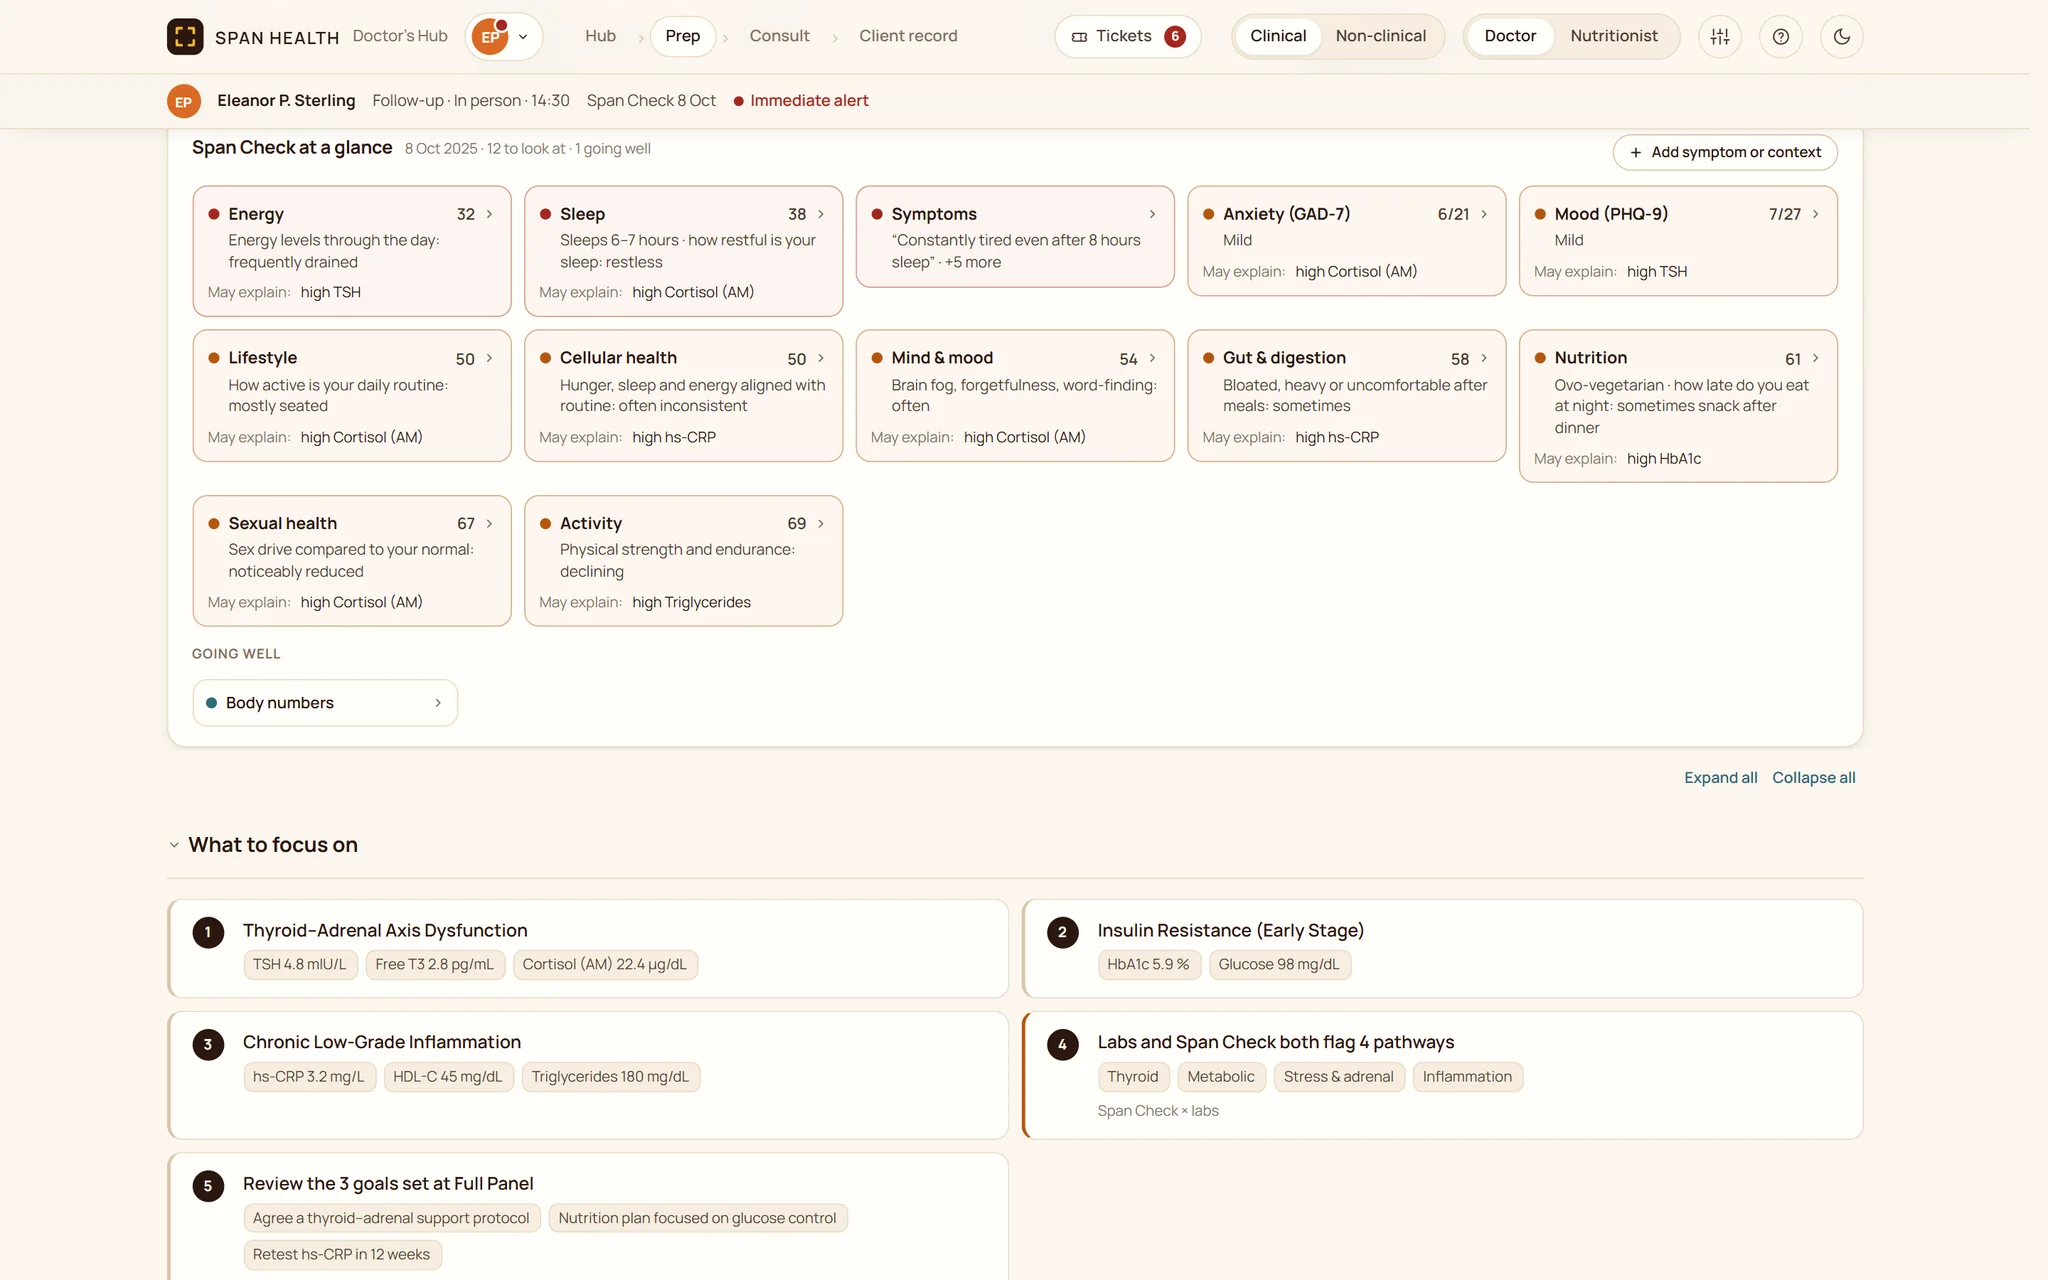 SPAN HEALTH Doctor's Hub EP Hub Prep Consult Client record Tickets 6 Clinical Non-clinical Doctor Nutritionist
EP Eleanor P. Sterling Follow-up · In person · 14:30 Span Check 8 Oct Immediate alert
Span Check at a glance 8 Oct 2025 · 12 to look at · 1 going well + Add symptom or context
Energy 32
Energy levels through the day:
frequently drained
May explain: high TSH
Sleep 38
Sleeps 6–7 hours · how restful is your
sleep: restless
May explain: high Cortisol (AM)
Symptoms
“Constantly tired even after 8 hours
sleep” · +5 more
Anxiety (GAD-7) 6/21
Mild
May explain: high Cortisol (AM)
Mood (PHQ-9) 7/27
Mild
May explain: high TSH
Lifestyle 50
How active is your daily routine:
mostly seated
May explain: high Cortisol (AM)
Cellular health 50
Hunger, sleep and energy aligned with
routine: often inconsistent
May explain: high hs-CRP
Mind & mood 54
Brain fog, forgetfulness, word-finding:
often
May explain: high Cortisol (AM)
Gut & digestion 58
Bloated, heavy or uncomfortable after
meals: sometimes
May explain: high hs-CRP
Nutrition 61
Ovo-vegetarian · how late do you eat
at night: sometimes snack after
dinner
May explain: high HbA1c
Sexual health 67
Sex drive compared to your normal:
noticeably reduced
May explain: high Cortisol (AM)
Activity 69
Physical strength and endurance:
declining
May explain: high Triglycerides
GOING WELL
Body numbers
Expand all Collapse all
What to focus on
1 Thyroid–Adrenal Axis Dysfunction
TSH 4.8 mIU/L Free T3 2.8 pg/mL Cortisol (AM) 22.4 µg/dL
2 Insulin Resistance (Early Stage)
HbA1c 5.9 % Glucose 98 mg/dL
3 Chronic Low-Grade Inflammation
hs-CRP 3.2 mg/L HDL-C 45 mg/dL Triglycerides 180 mg/dL
4 Labs and Span Check both flag 4 pathways
Thyroid Metabolic Stress & adrenal Inflammation
Span Check × labs
5 Review the 3 goals set at Full Panel
Agree a thyroid–adrenal support protocol Nutrition plan focused on glucose control
Retest hs-CRP in 12 weeks